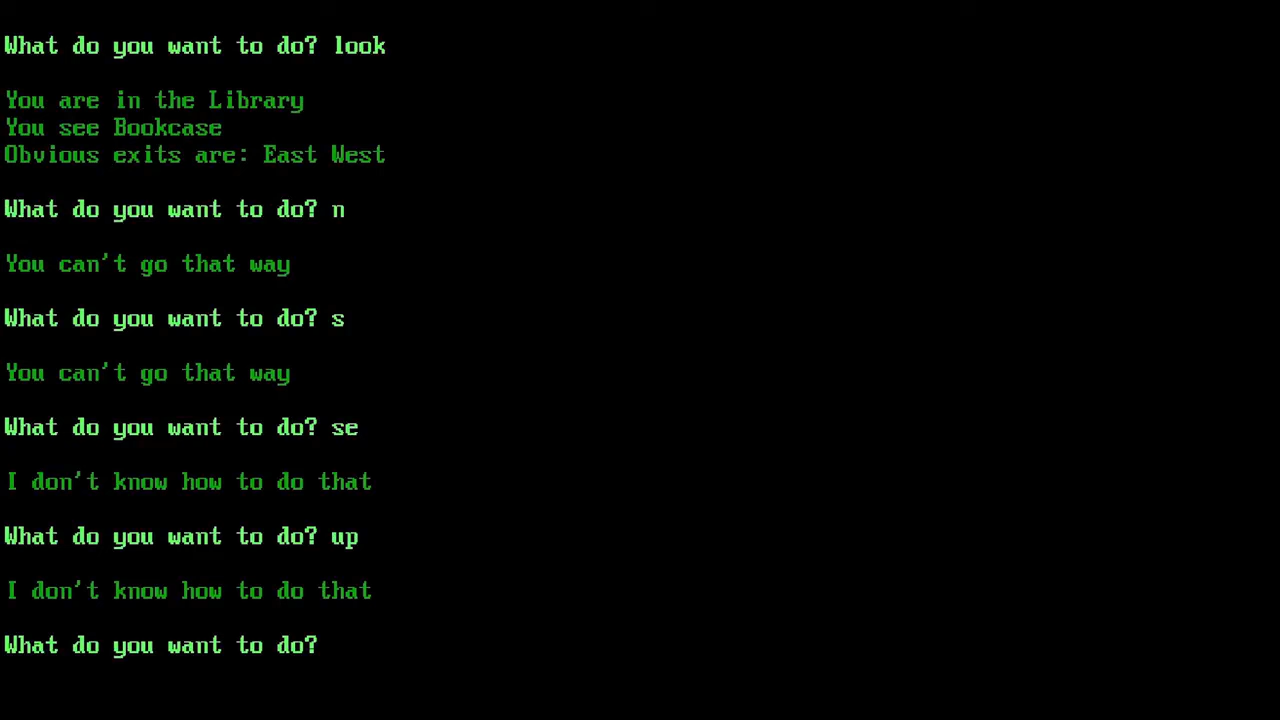 What do you want to do? look
You are in the Library
You see Bookcase
Obvious exits are: East West
What do you want to do? n
You can't go that way
What do you want to do? s
You can't go that way
What do you want to do? se
I don't know how to do that
What do you want to do? up
I don't know how to do that
What do you want to do?